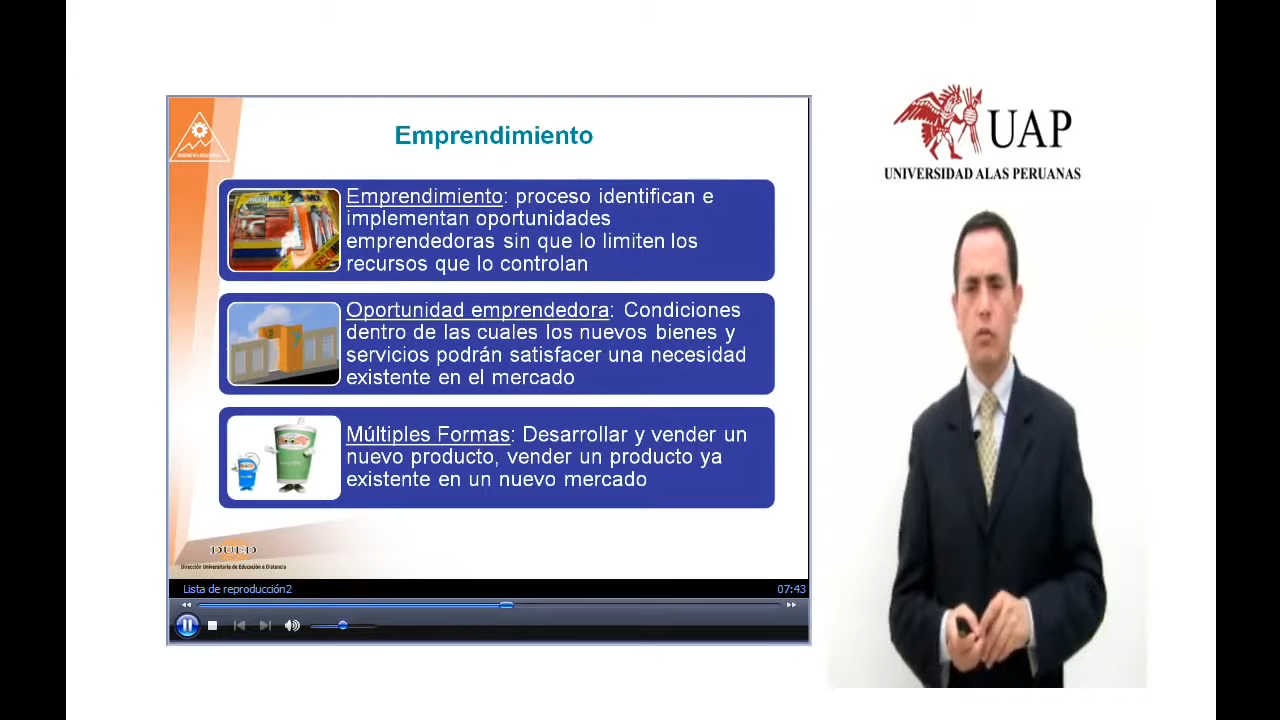 Emprendimiento
Emprendimiento: proceso identifican e
implementan oportunidades
emprendedoras sin que lo limiten los
recursos que lo controlan
Oportunidad emprendedora: Condiciones
dentro de las cuales los nuevos bienes y
servicios podrán satisfacer una necesidad
existente en el mercado
Múltiples Formas: Desarrollar y vender un
nuevo producto, vender un producto ya
existente en un nuevo mercado
DUED
Dirección Universitaria de Educación a Distancia
Lista de reproducción2
07:43
UAP
UNIVERSIDAD ALAS PERUANAS